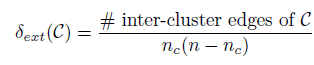 δ_ext(𝒞) = # inter-cluster edges of 𝒞 / n_c(n − n_c)